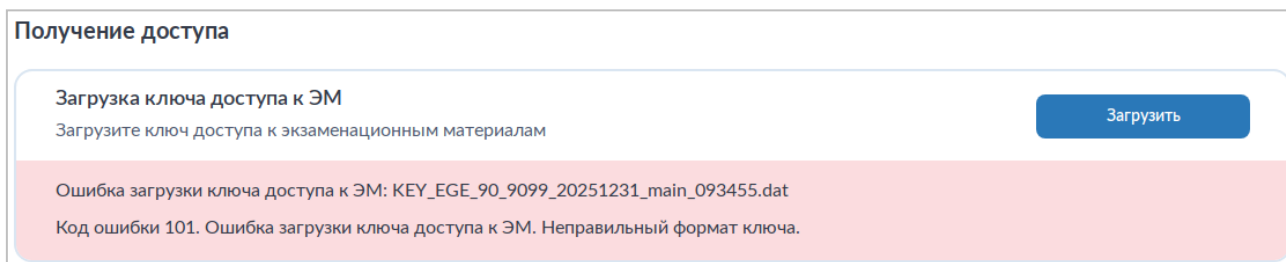 Получение доступа
Загрузка ключа доступа к ЭМ
Загрузите ключ доступа к экзаменационным материалам
Загрузить
Ошибка загрузки ключа доступа к ЭМ: KEY_EGE_90_9099_20251231_main_093455.dat
Код ошибки 101. Ошибка загрузки ключа доступа к ЭМ. Неправильный формат ключа.